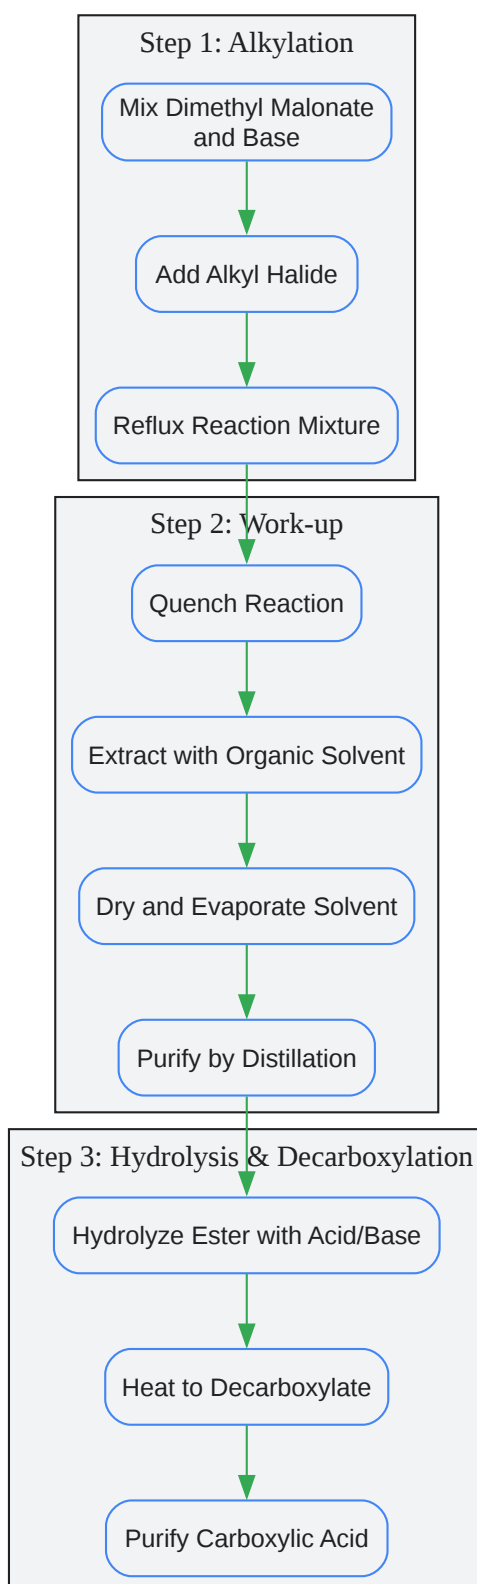 Step 1: Alkylation
Mix Dimethyl Malonate
and Base
Add Alkyl Halide
Reflux Reaction Mixture
Step 2: Work-up
Quench Reaction
Extract with Organic Solvent
Dry and Evaporate Solvent
Purify by Distillation
Step 3: Hydrolysis & Decarboxylation
Hydrolyze Ester with Acid/Base
Heat to Decarboxylate
Purify Carboxylic Acid